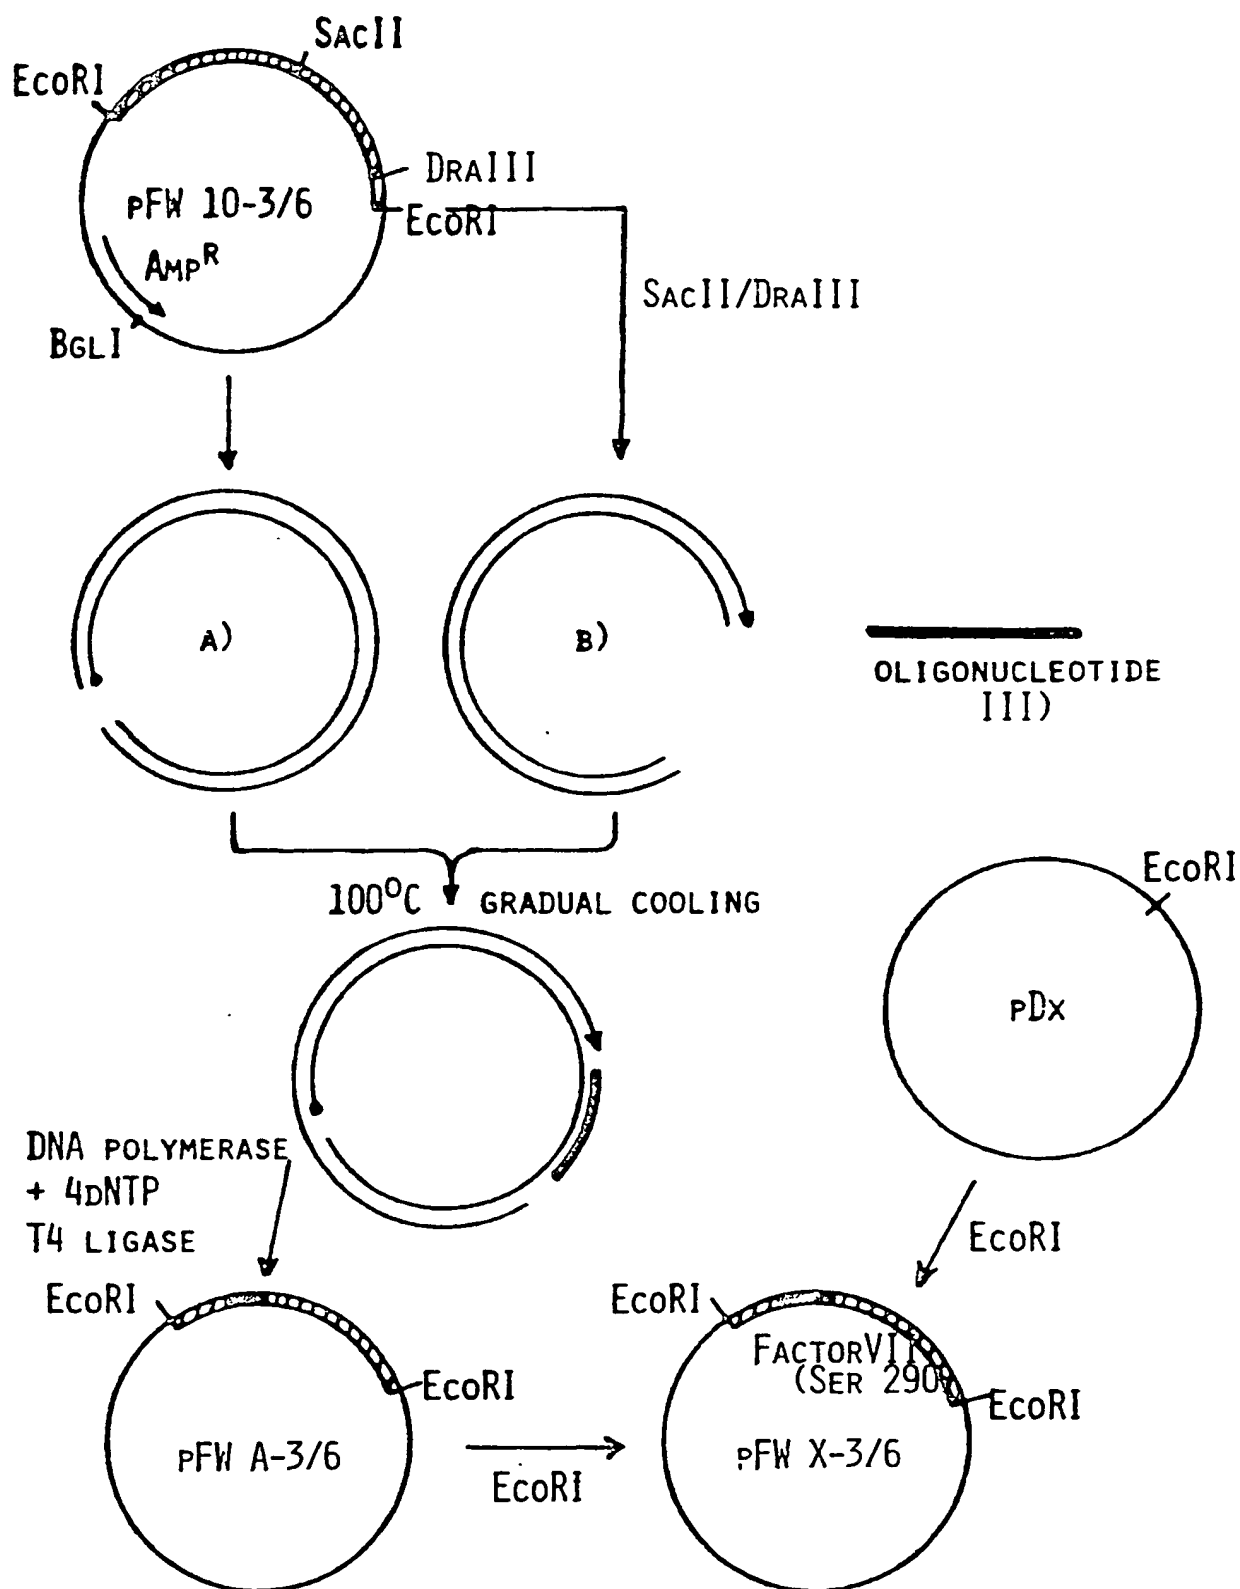 SacII
EcoRI
DraIII
pFW 10-3/6
EcoRI
AmpR
SacII/DraIII
BglI
A)
B)
oligonucleotide
III)
EcoRI
100°C gradual cooling
pDx
DNA polymerase
+ 4dNTP
T4 ligase
EcoRI
EcoRI
EcoRI
Factor VII
(Ser 290)
EcoRI
EcoRI
pFW A-3/6
pFW X-3/6
EcoRI